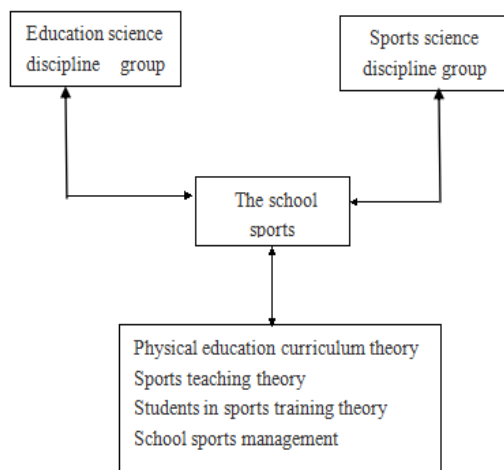 Education science
discipline group
Sports science
discipline group
The school
sports
Physical education curriculum theory
Sports teaching theory
Students in sports training theory
School sports management